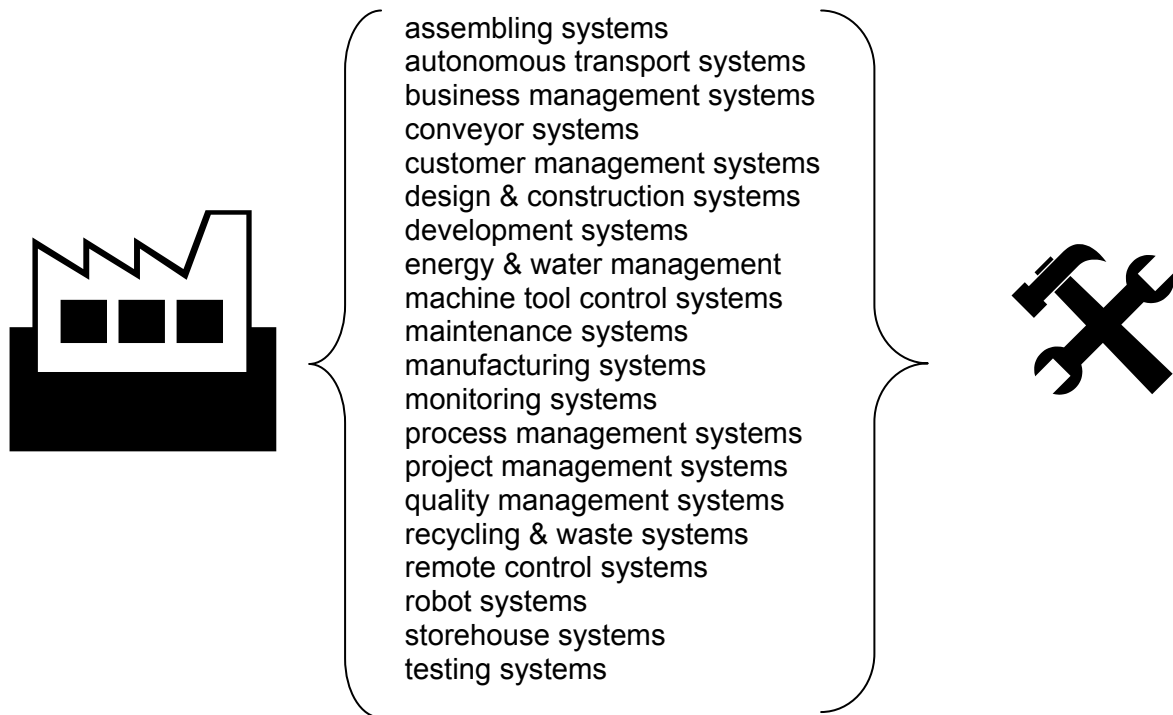 assembling systems
autonomous transport systems
business management systems
conveyor systems
customer management systems
design & construction systems
development systems
energy & water management
machine tool control systems
maintenance systems
manufacturing systems
monitoring systems
process management systems
project management systems
quality management systems
recycling & waste systems
remote control systems
robot systems
storehouse systems
testing systems